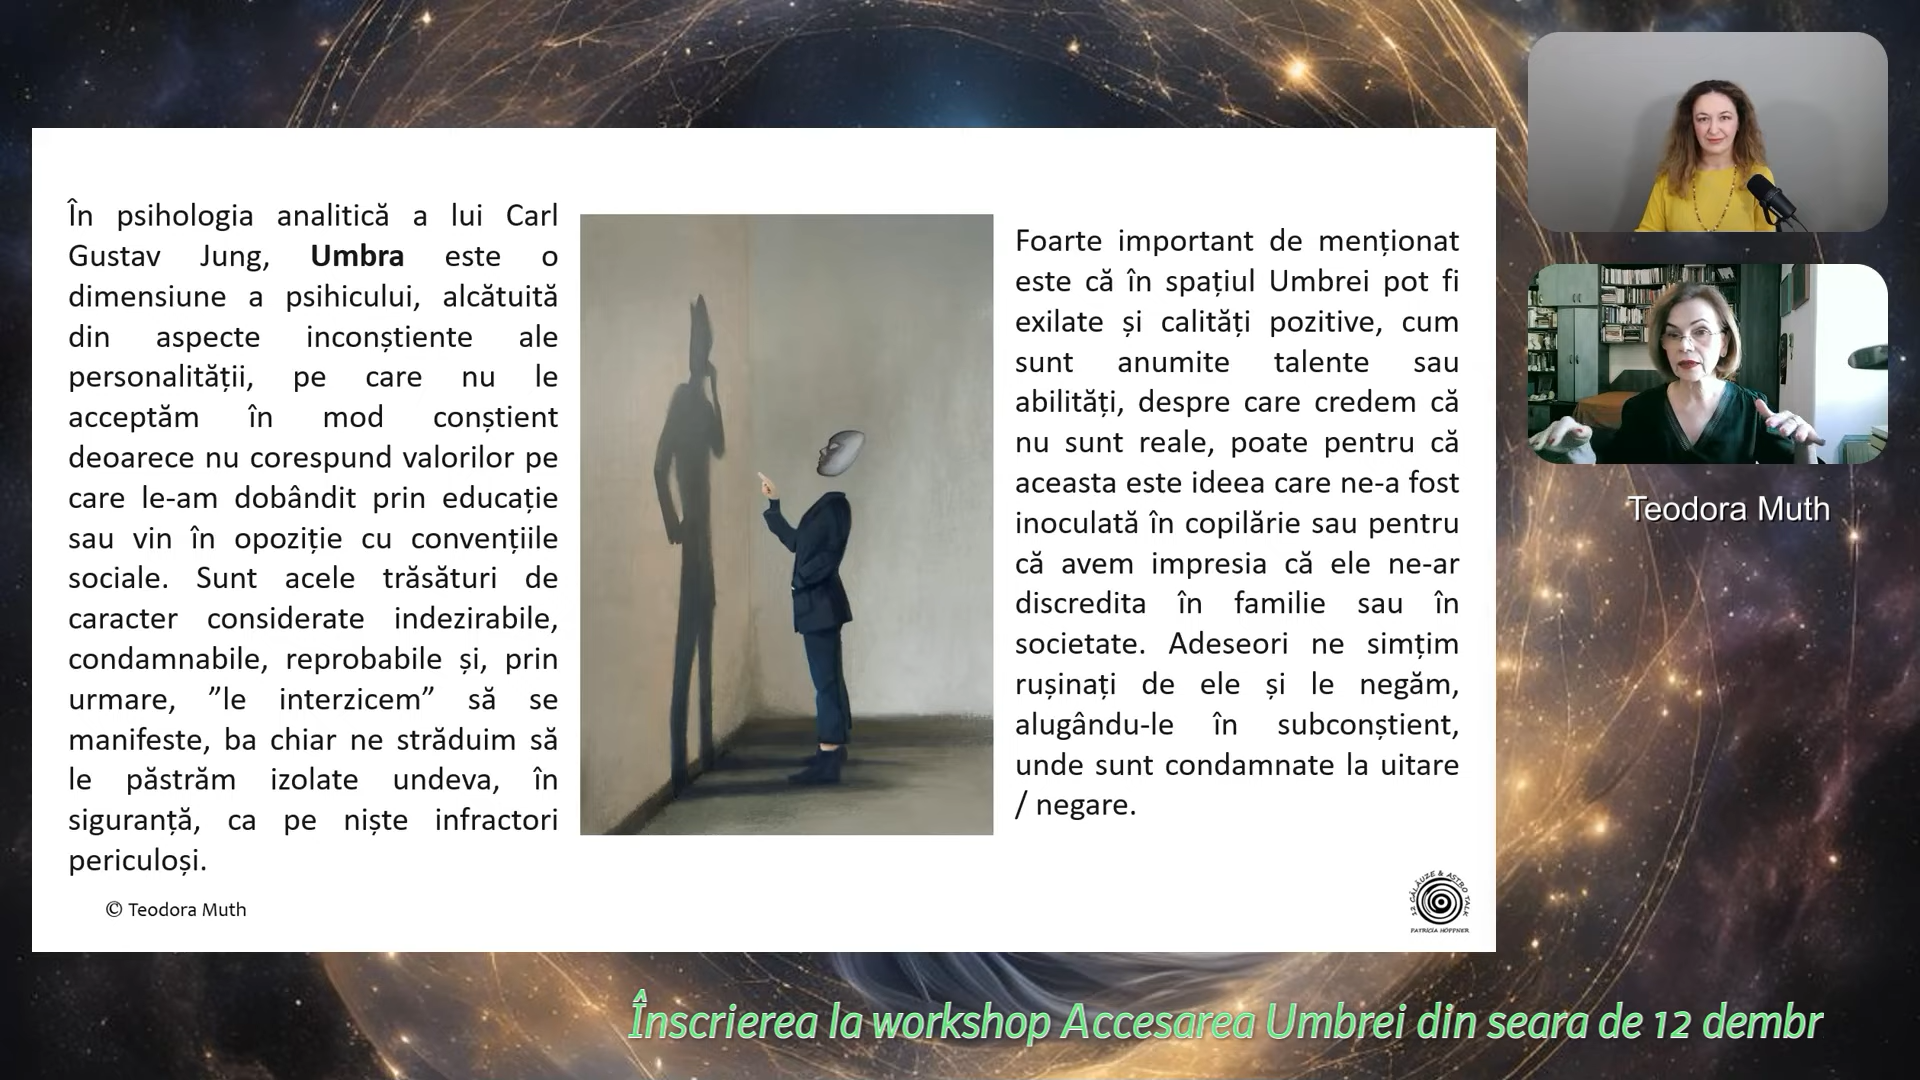 În psihologia analitică a lui Carl
Gustav Jung, Umbra este o
dimensiune a psihicului, alcătuită
din aspecte inconștiente ale
personalității, pe care nu le
acceptăm în mod conștient
deoarece nu corespund valorilor pe
care le-am dobândit prin educație
sau vin în opoziție cu convențiile
sociale. Sunt acele trăsături de
caracter considerate indezirabile,
condamnabile, reprobabile și, prin
urmare, ”le interzicem” să se
manifeste, ba chiar ne străduim să
le păstrăm izolate undeva, în
siguranță, ca pe niște infractori
periculoși.
© Teodora Muth
Foarte important de menționat
este că în spațiul Umbrei pot fi
exilate și calități pozitive, cum
sunt anumite talente sau
abilități, despre care credem că
nu sunt reale, poate pentru că
aceasta este ideea care ne-a fost
inoculată în copilărie sau pentru
că avem impresia că ele ne-ar
discredita în familie sau în
societate. Adeseori ne simțim
rușinați de ele și le negăm,
alugându-le în subconștient,
unde sunt condamnate la uitare
/ negare.
12 CĂLĂUZE & ASTRO TALK
PATRICIA HÖPPNER
Teodora Muth
Înscrierea la workshop Accesarea Umbrei din seara de 12 dembr